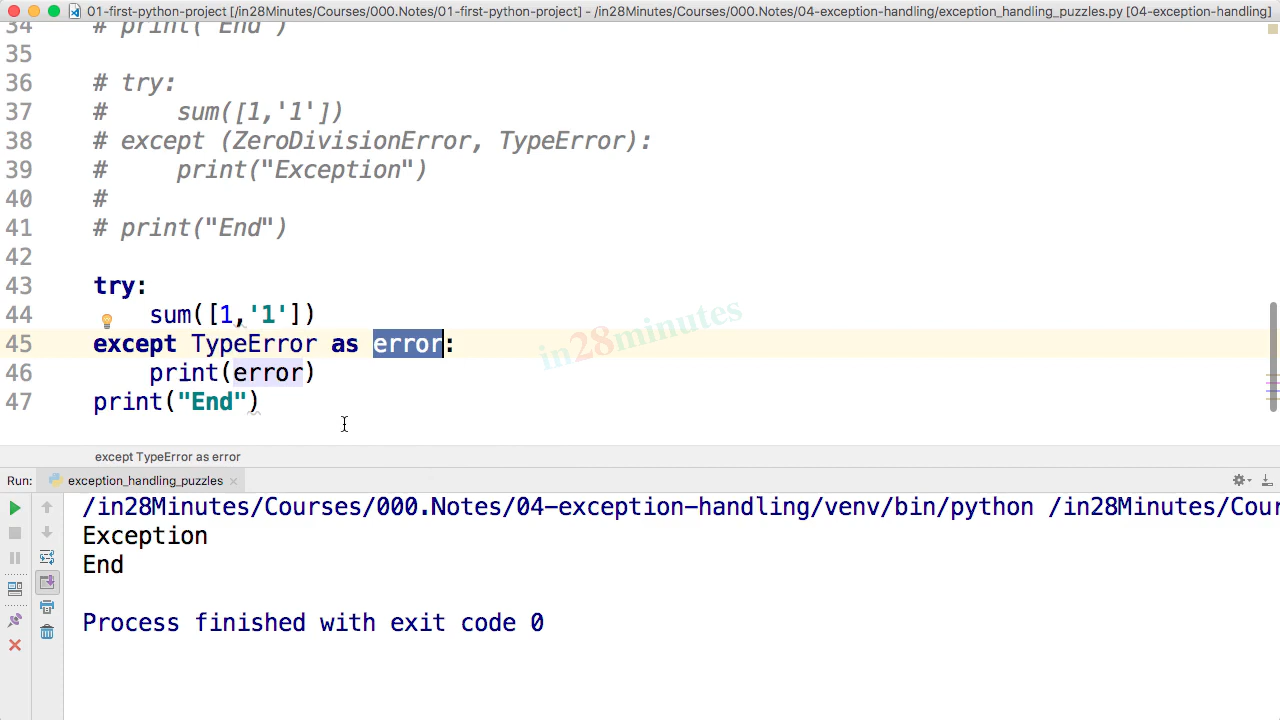 01-first-python-project [/in28Minutes/Courses/000.Notes/01-first-python-project] - /in28Minutes/Courses/000.Notes/04-exception-handling/exception_handling_puzzles.py [04-exception-handling]
34 # print("End")
35
36 # try:
37 #     sum([1,'1'])
38 # except (ZeroDivisionError, TypeError):
39 #     print("Exception")
40 #
41 # print("End")
42
43 try:
44     sum([1,'1'])
45 except TypeError as error:
46     print(error)
47 print("End")
in28minutes
except TypeError as error
Run: exception_handling_puzzles
/in28Minutes/Courses/000.Notes/04-exception-handling/venv/bin/python /in28Minutes/Cour
Exception
End
Process finished with exit code 0